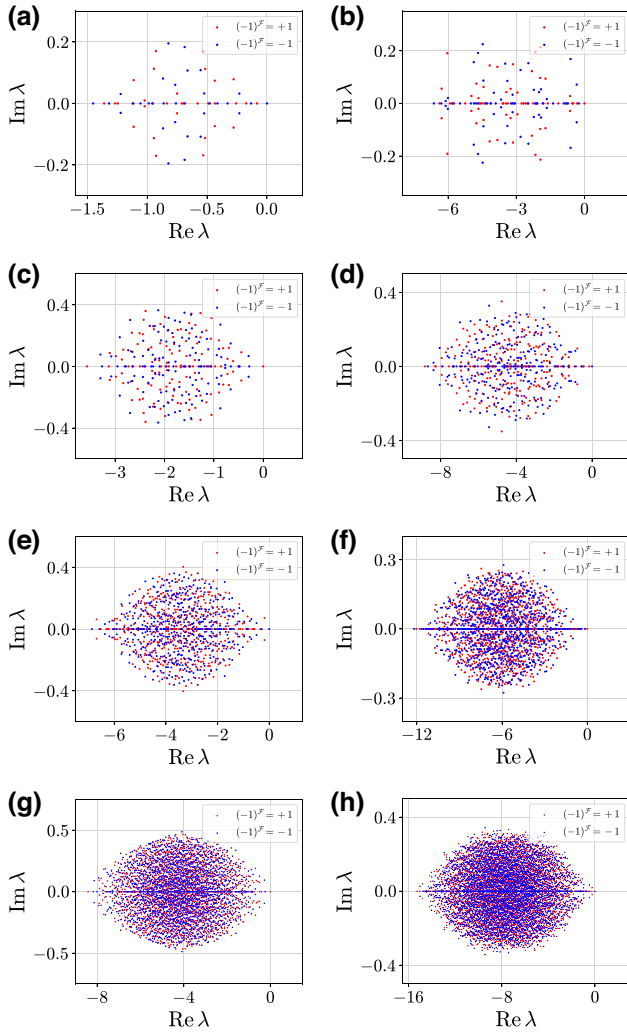 (a)
(−1)^ℱ = +1
(−1)^ℱ = −1
0.2
0.0
−0.2
Im λ
−1.5 −1.0 −0.5 0.0
Re λ
(b)
(−1)^ℱ = +1
(−1)^ℱ = −1
0.2
0.0
−0.2
Im λ
−6 −3 0
Re λ
(c)
(−1)^ℱ = +1
(−1)^ℱ = −1
0.4
0.0
−0.4
Im λ
−3 −2 −1 0
Re λ
(d)
(−1)^ℱ = +1
(−1)^ℱ = −1
0.4
0.0
−0.4
Im λ
−8 −4 0
Re λ
(e)
(−1)^ℱ = +1
(−1)^ℱ = −1
0.4
0.0
−0.4
Im λ
−6 −4 −2 0
Re λ
(f)
(−1)^ℱ = +1
(−1)^ℱ = −1
0.3
0.0
−0.3
Im λ
−12 −6 0
Re λ
(g)
(−1)^ℱ = +1
(−1)^ℱ = −1
0.5
0.0
−0.5
Im λ
−8 −4 0
Re λ
(h)
(−1)^ℱ = +1
(−1)^ℱ = −1
0.4
0.0
−0.4
Im λ
−16 −8 0
Re λ